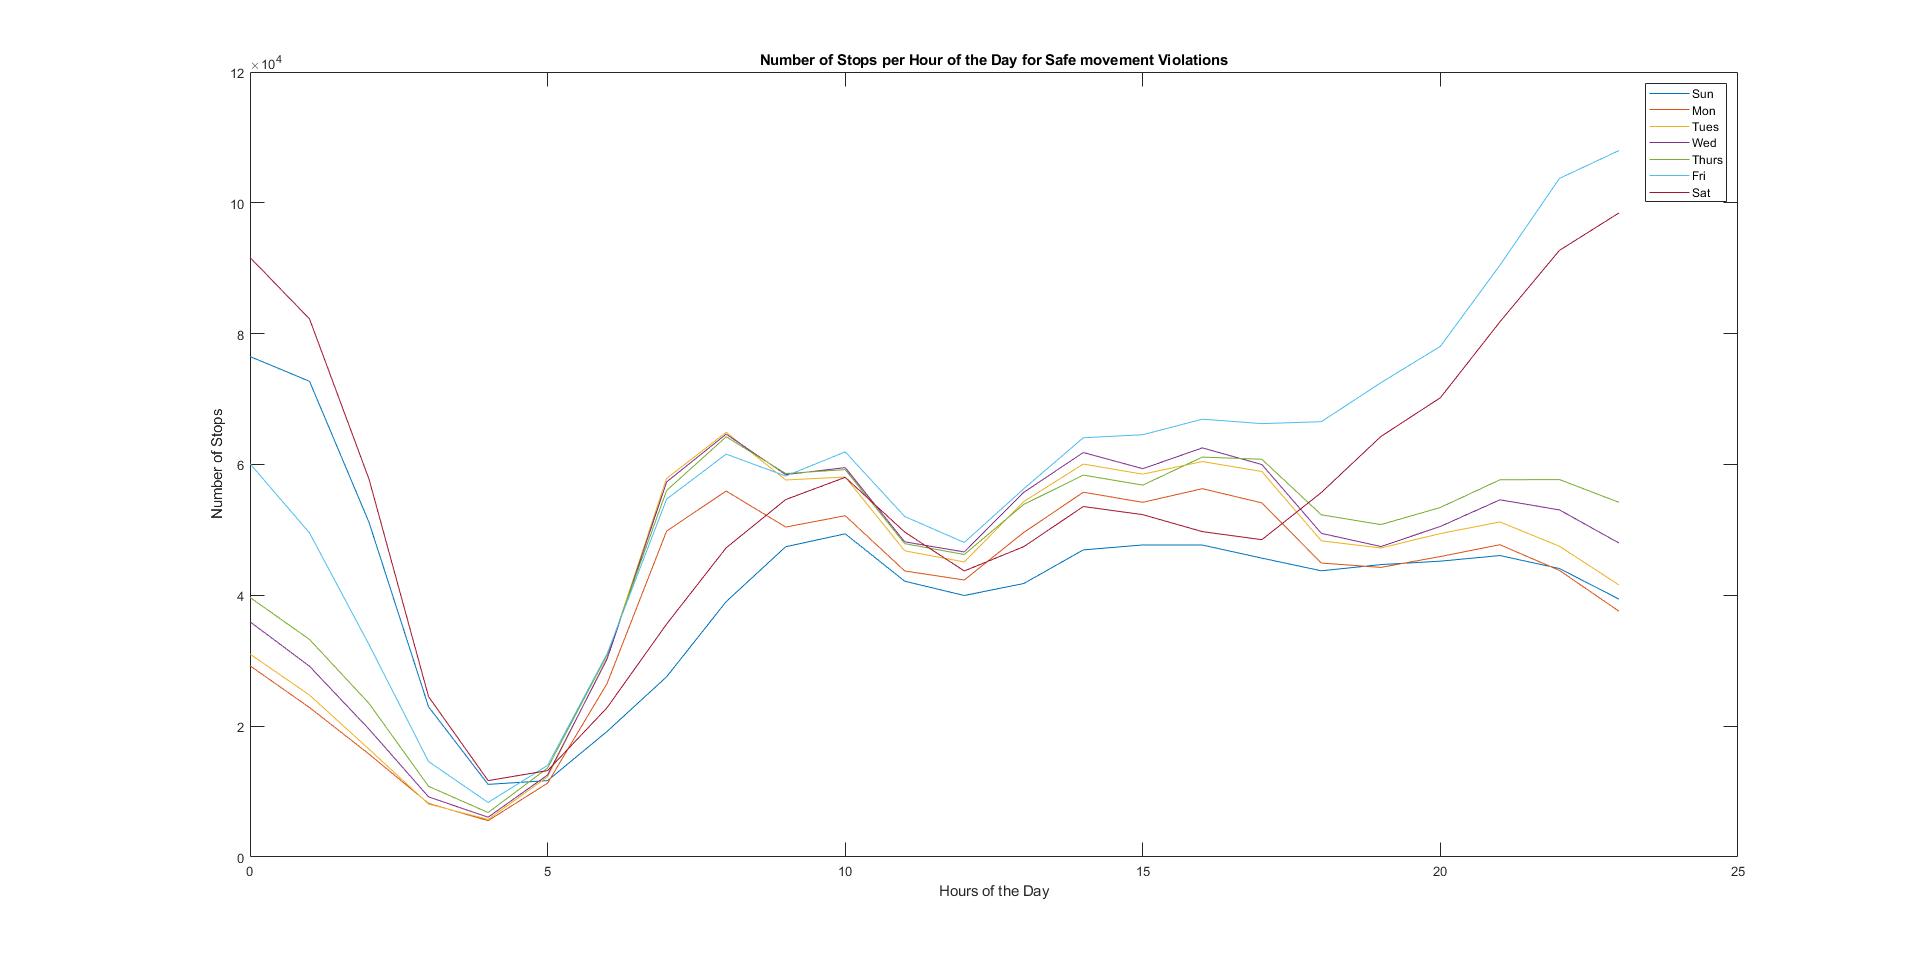 Number of Stops per Hour of the Day for Safe movement Violations
×10⁴
12
10
8
6
4
2
0
Number of Stops
0 5 10 15 20 25
Hours of the Day
Sun
Mon
Tues
Wed
Thurs
Fri
Sat